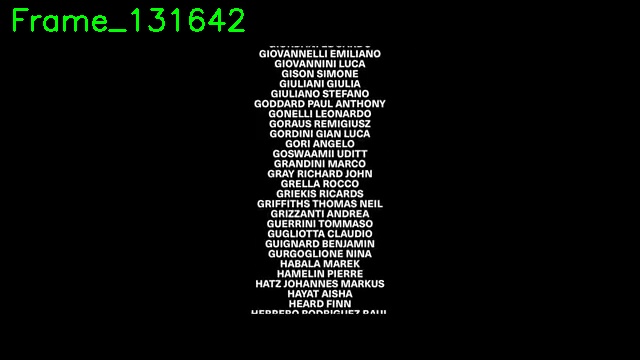 Frame_131642
GIOVANNELLI EMILIANO
GIOVANNINI LUCA
GISON SIMONE
GIULIANI GIULIA
GIULIANO STEFANO
GODDARD PAUL ANTHONY
GONELLI LEONARDO
GORAUS REMIGIUSZ
GORDINI GIAN LUCA
GORI ANGELO
GOSWAAMII UDITT
GRANDINI MARCO
GRAY RICHARD JOHN
GRELLA ROCCO
GRIEKIS RICARDS
GRIFFITHS THOMAS NEIL
GRIZZANTI ANDREA
GUERRINI TOMMASO
GUGLIOTTA CLAUDIO
GUIGNARD BENJAMIN
GURGOGLIONE NINA
HABALA MAREK
HAMELIN PIERRE
HATZ JOHANNES MARKUS
HAYAT AISHA
HEARD FINN
HERRERO RODRIGUEZ RAUL